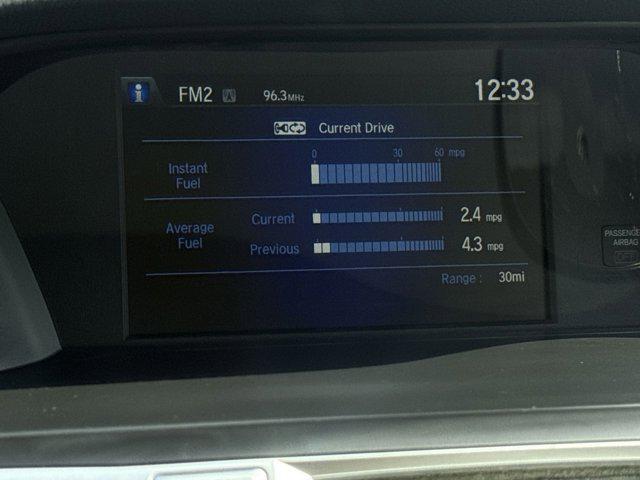 i FM2 96.3MHz 12:33
Current Drive
0 30 60 mpg
Instant
Fuel
Average
Fuel
Current 2.4 mpg
Previous 4.3 mpg
Range : 30mi
PASSENGE
AIRBAG